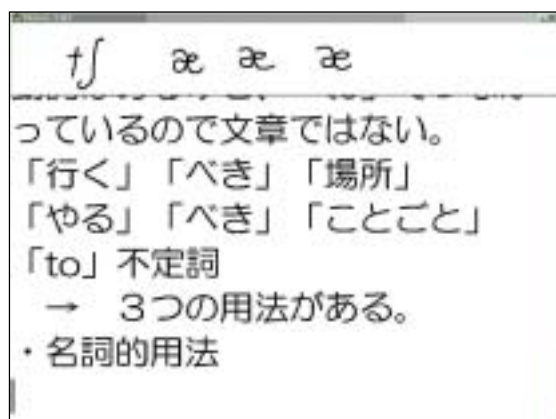 t∫ æ æ æ
っているので文章ではない。
「行く」「べき」「場所」
「やる」「べき」「ことごと」
「to」不定詞
→ 3つの用法がある。
・名詞的用法